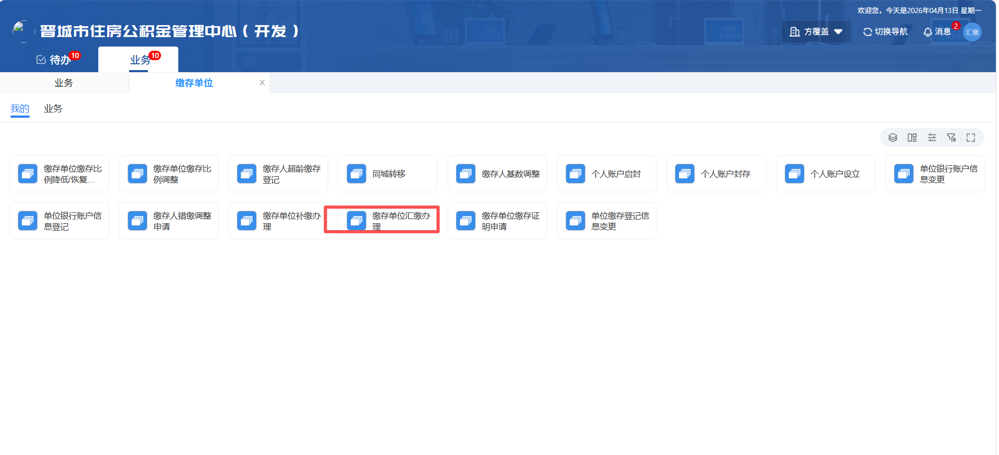 欢迎您，今天是2026年04月13日 星期一
晋城市住房公积金管理中心（开发）
方覆盖
切换导航
消息 2
汇缴
待办 10
业务 10
业务
缴存单位
我的
业务
缴存单位缴存比
例降低/恢复...
缴存单位缴存比
例调整
缴存人超龄缴存
登记
同城转移
缴存人基数调整
个人账户启封
个人账户封存
个人账户设立
单位银行账户信
息变更
单位银行账户信
息登记
缴存人错缴调整
申请
缴存单位补缴办
理
缴存单位汇缴办
理
缴存单位缴存证
明申请
单位缴存登记信
息变更